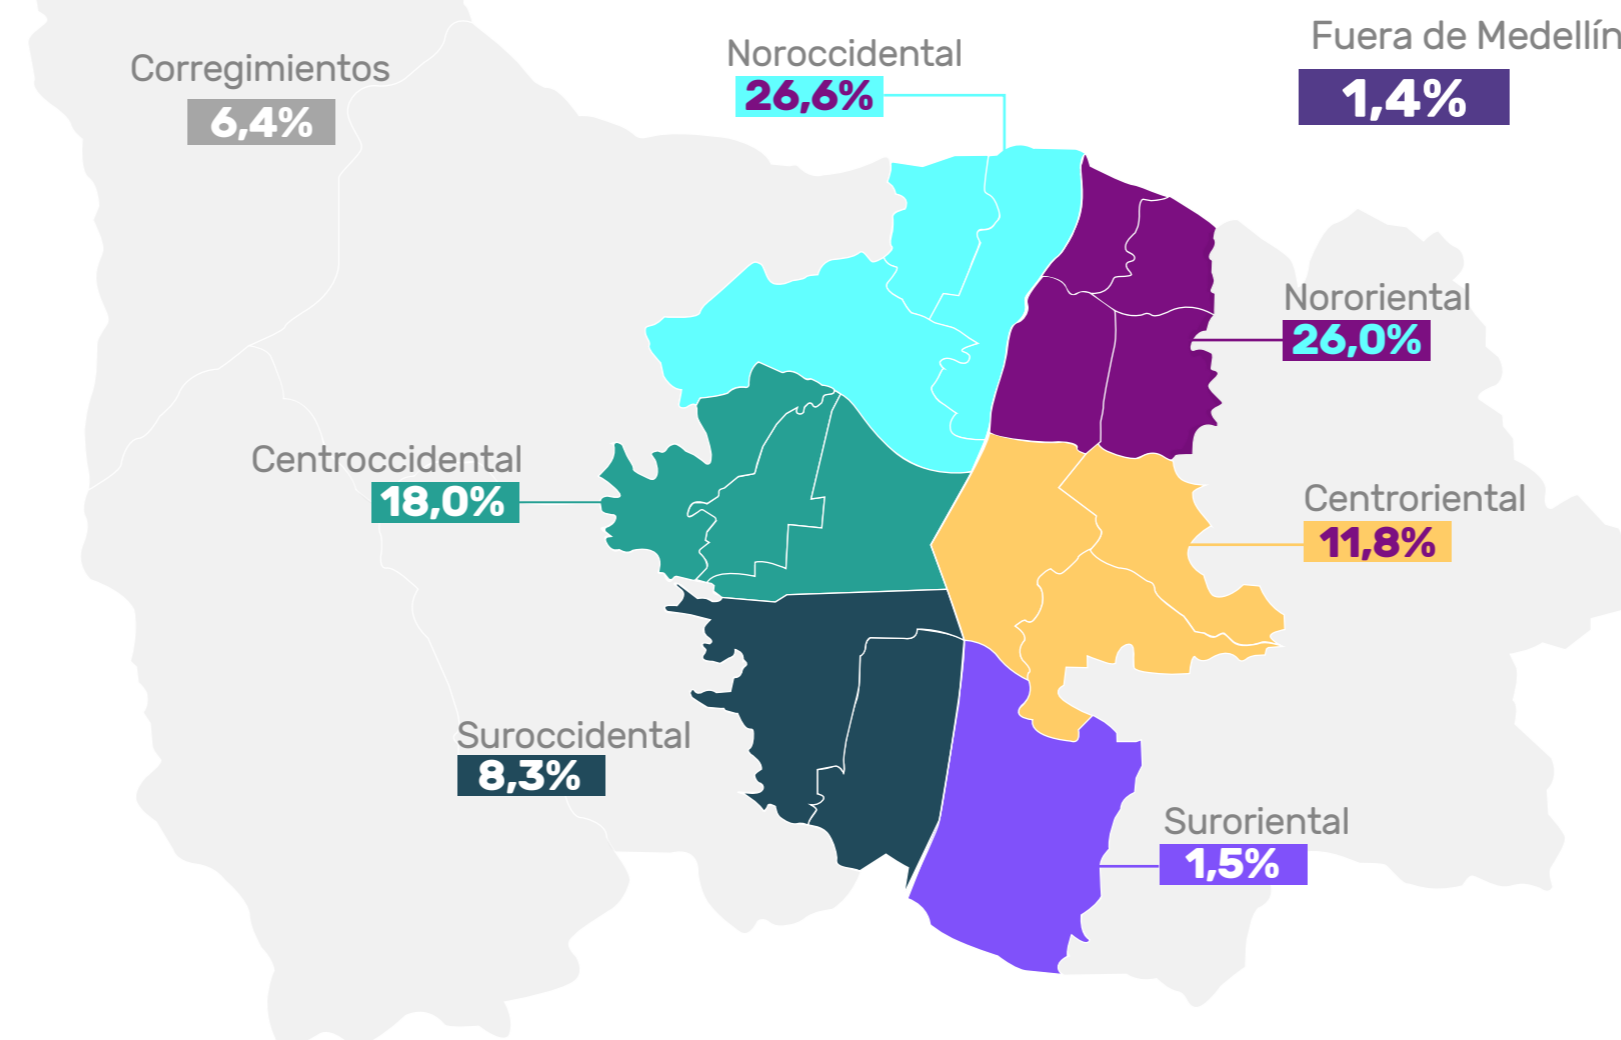 Corregimientos
6,4%
Noroccidental
26,6%
Fuera de Medellín
1,4%
Nororiental
26,0%
Centroccidental
18,0%
Centroriental
11,8%
Suroccidental
8,3%
Suroriental
1,5%